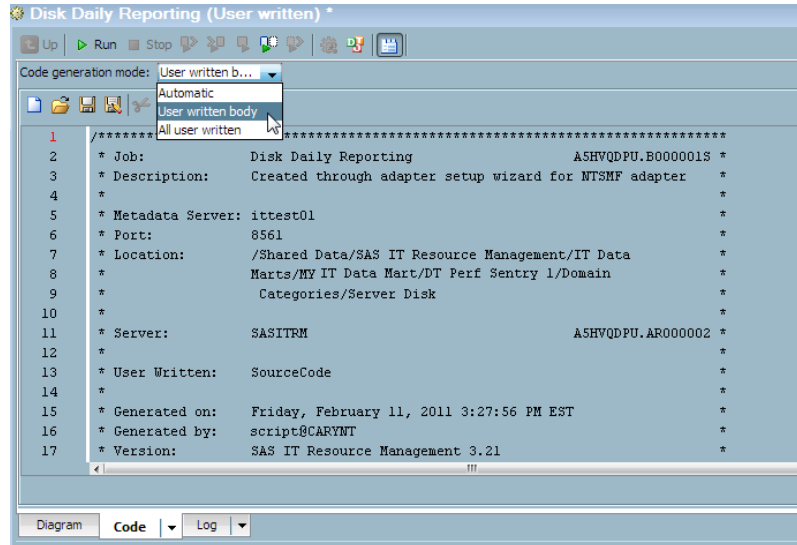 Disk Daily Reporting (User written) *
Up Run Stop
Code generation mode: User written b...
Automatic
User written body
All user written
1 /*********************************************************************
2 * Job: Disk Daily Reporting A5HVQDPU.B000001S *
3 * Description: Created through adapter setup wizard for NTSMF adapter *
4 * *
5 * Metadata Server: ittest01 *
6 * Port: 8561 *
7 * Location: /Shared Data/SAS IT Resource Management/IT Data *
8 * Marts/MY IT Data Mart/DT Perf Sentry 1/Domain *
9 * Categories/Server Disk *
10 * *
11 * Server: SASITRM A5HVQDPU.AR000002 *
12 * *
13 * User Written: SourceCode *
14 * *
15 * Generated on: Friday, February 11, 2011 3:27:56 PM EST *
16 * Generated by: script@CARYNT *
17 * Version: SAS IT Resource Management 3.21 *
Diagram Code Log